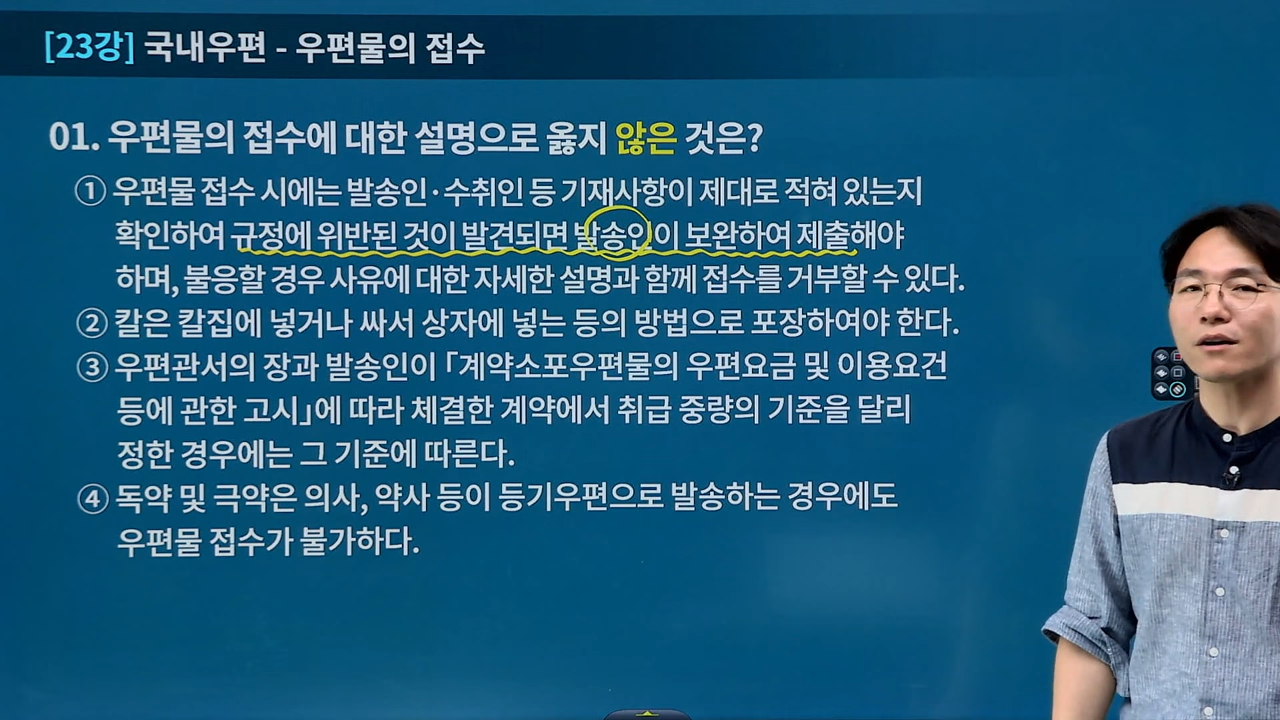 [23강] 국내우편 - 우편물의 접수
01. 우편물의 접수에 대한 설명으로 옳지 않은 것은?
① 우편물 접수 시에는 발송인·수취인 등 기재사항이 제대로 적혀 있는지
확인하여 규정에 위반된 것이 발견되면 발송인이 보완하여 제출해야
하며, 불응할 경우 사유에 대한 자세한 설명과 함께 접수를 거부할 수 있다.
② 칼은 칼집에 넣거나 싸서 상자에 넣는 등의 방법으로 포장하여야 한다.
③ 우편관서의 장과 발송인이 「계약소포우편물의 우편요금 및 이용요건
등에 관한 고시」에 따라 체결한 계약에서 취급 중량의 기준을 달리
정한 경우에는 그 기준에 따른다.
④ 독약 및 극약은 의사, 약사 등이 등기우편으로 발송하는 경우에도
우편물 접수가 불가하다.